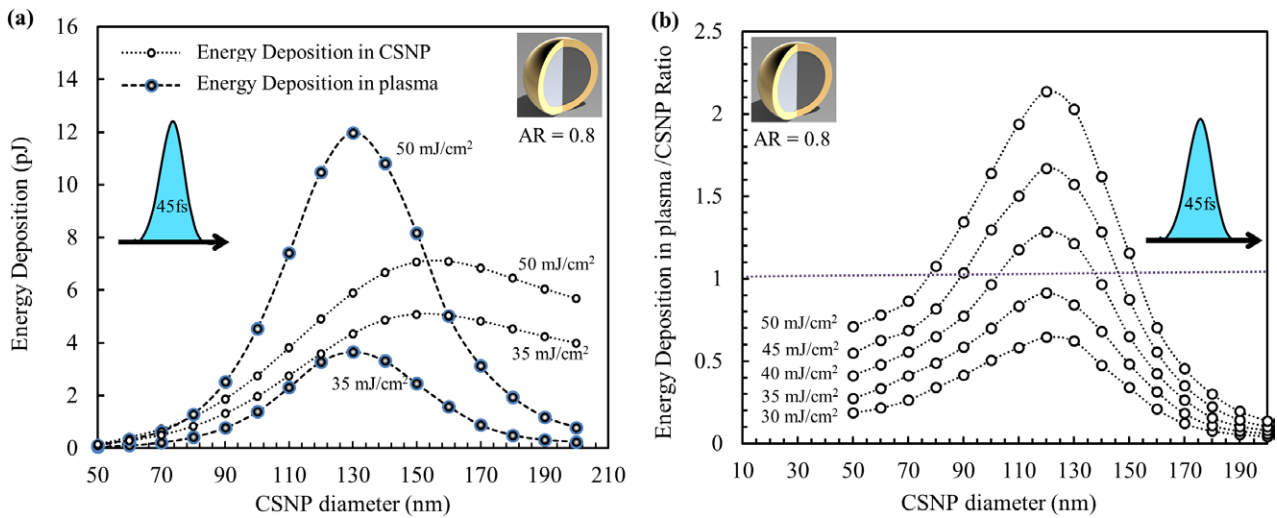 (a)
16
14
12
10
8
6
4
2
0
50 70 90 110 130 150 170 190 210
Energy Deposition (pJ)
CSNP diameter (nm)
Energy Deposition in CSNP
Energy Deposition in plasma
AR = 0.8
45fs
50 mJ/cm²
50 mJ/cm²
35 mJ/cm²
35 mJ/cm²
(b)
2.5
2
1.5
1
0.5
0
10 30 50 70 90 110 130 150 170 190
Energy Deposition in plasma /CSNP Ratio
CSNP diameter (nm)
AR = 0.8
45fs
50 mJ/cm²
45 mJ/cm²
40 mJ/cm²
35 mJ/cm²
30 mJ/cm²